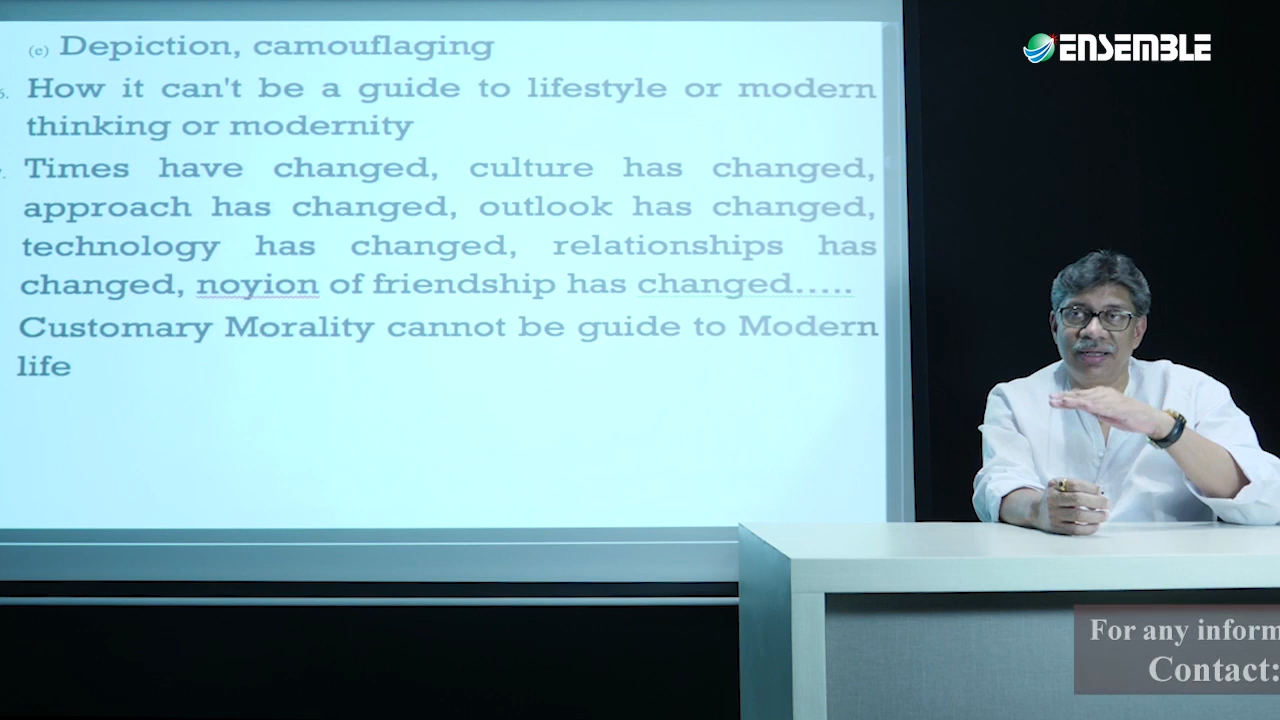 (e) Depiction, camouflaging
6. How it can't be a guide to lifestyle or modern
thinking or modernity
Times have changed, culture has changed,
approach has changed, outlook has changed,
technology has changed, relationships has
changed, noyion of friendship has changed.....
Customary Morality cannot be guide to Modern
life
ENSEMBLE
For any inform
Contact: